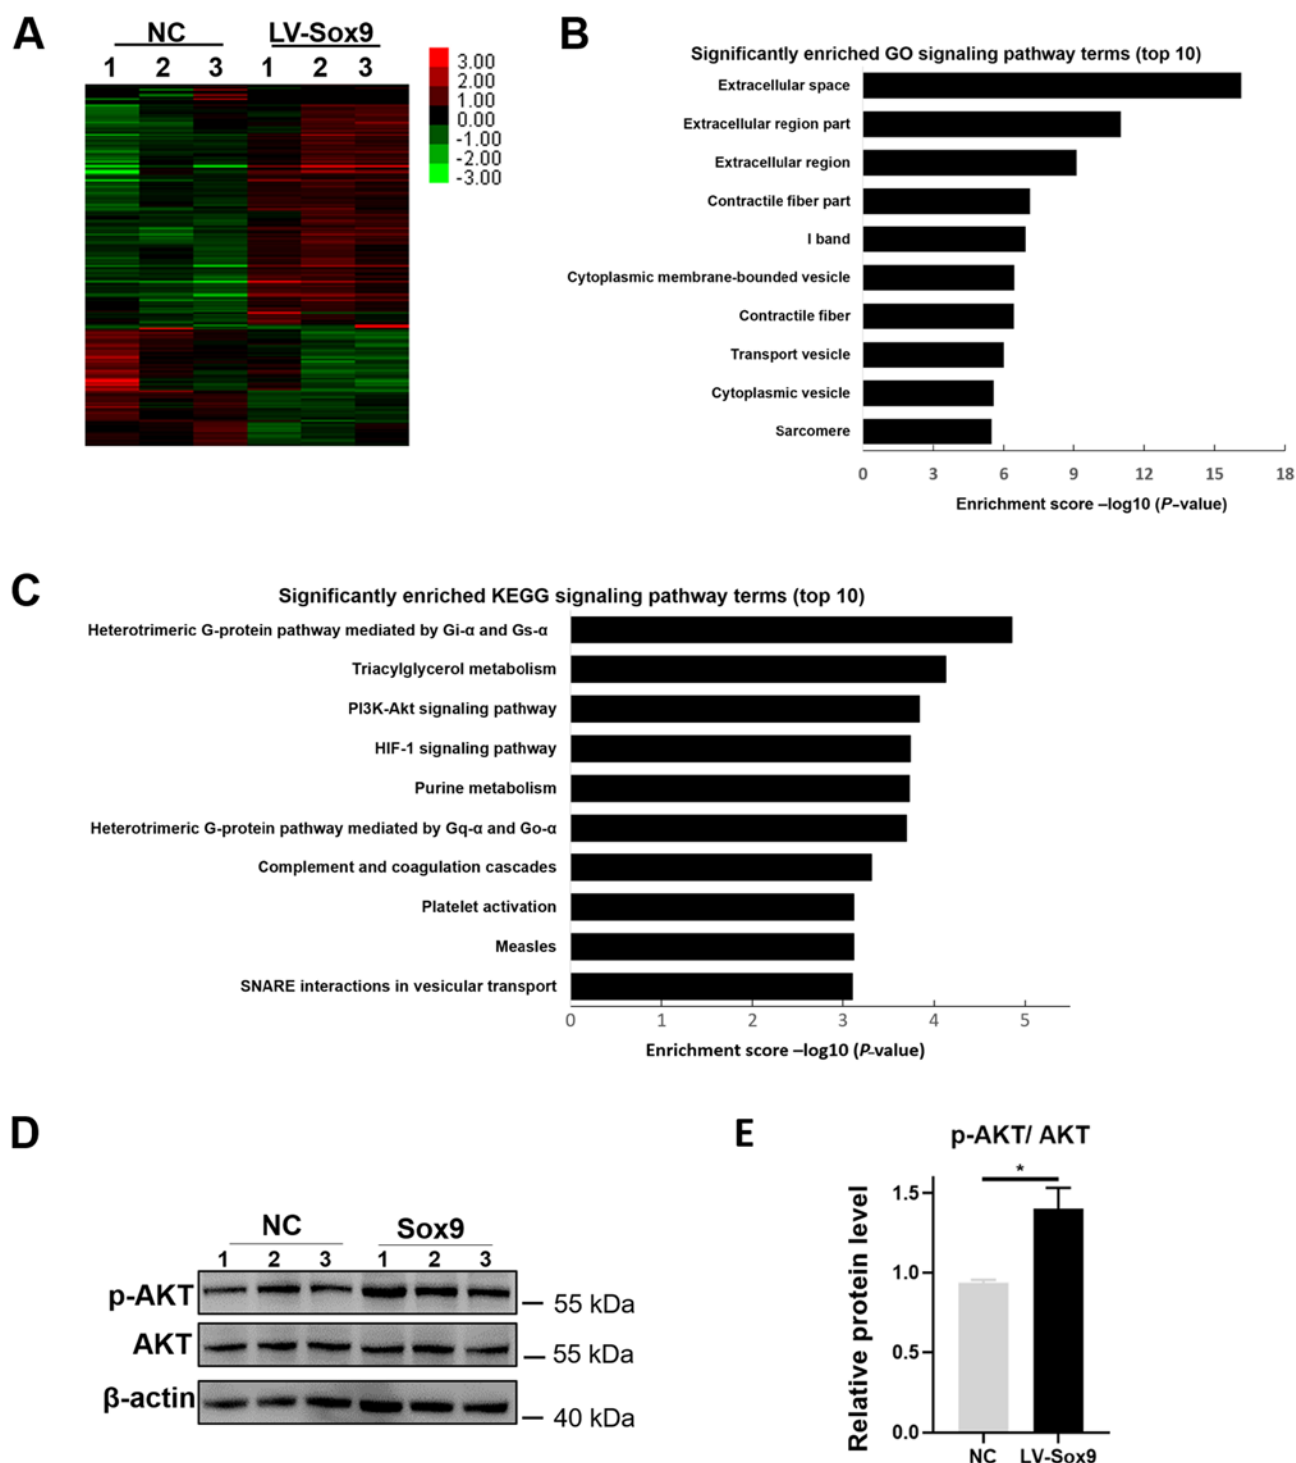 A
NC
LV-Sox9
1 2 3 1 2 3
3.00
2.00
1.00
0.00
-1.00
-2.00
-3.00
B
Significantly enriched GO signaling pathway terms (top 10)
Extracellular space
Extracellular region part
Extracellular region
Contractile fiber part
I band
Cytoplasmic membrane-bounded vesicle
Contractile fiber
Transport vesicle
Cytoplasmic vesicle
Sarcomere
0 3 6 9 12 15 18
Enrichment score –log10 (P–value)
C
Significantly enriched KEGG signaling pathway terms (top 10)
Heterotrimeric G-protein pathway mediated by Gi-α and Gs-α
Triacylglycerol metabolism
PI3K-Akt signaling pathway
HIF-1 signaling pathway
Purine metabolism
Heterotrimeric G-protein pathway mediated by Gq-α and Go-α
Complement and coagulation cascades
Platelet activation
Measles
SNARE interactions in vesicular transport
0 1 2 3 4 5
Enrichment score –log10 (P-value)
D
NC
Sox9
1 2 3 1 2 3
p-AKT
55 kDa
AKT
55 kDa
β-actin
40 kDa
E
p-AKT/ AKT
*
Relative protein level
1.5
1.0
0.5
0.0
NC LV-Sox9